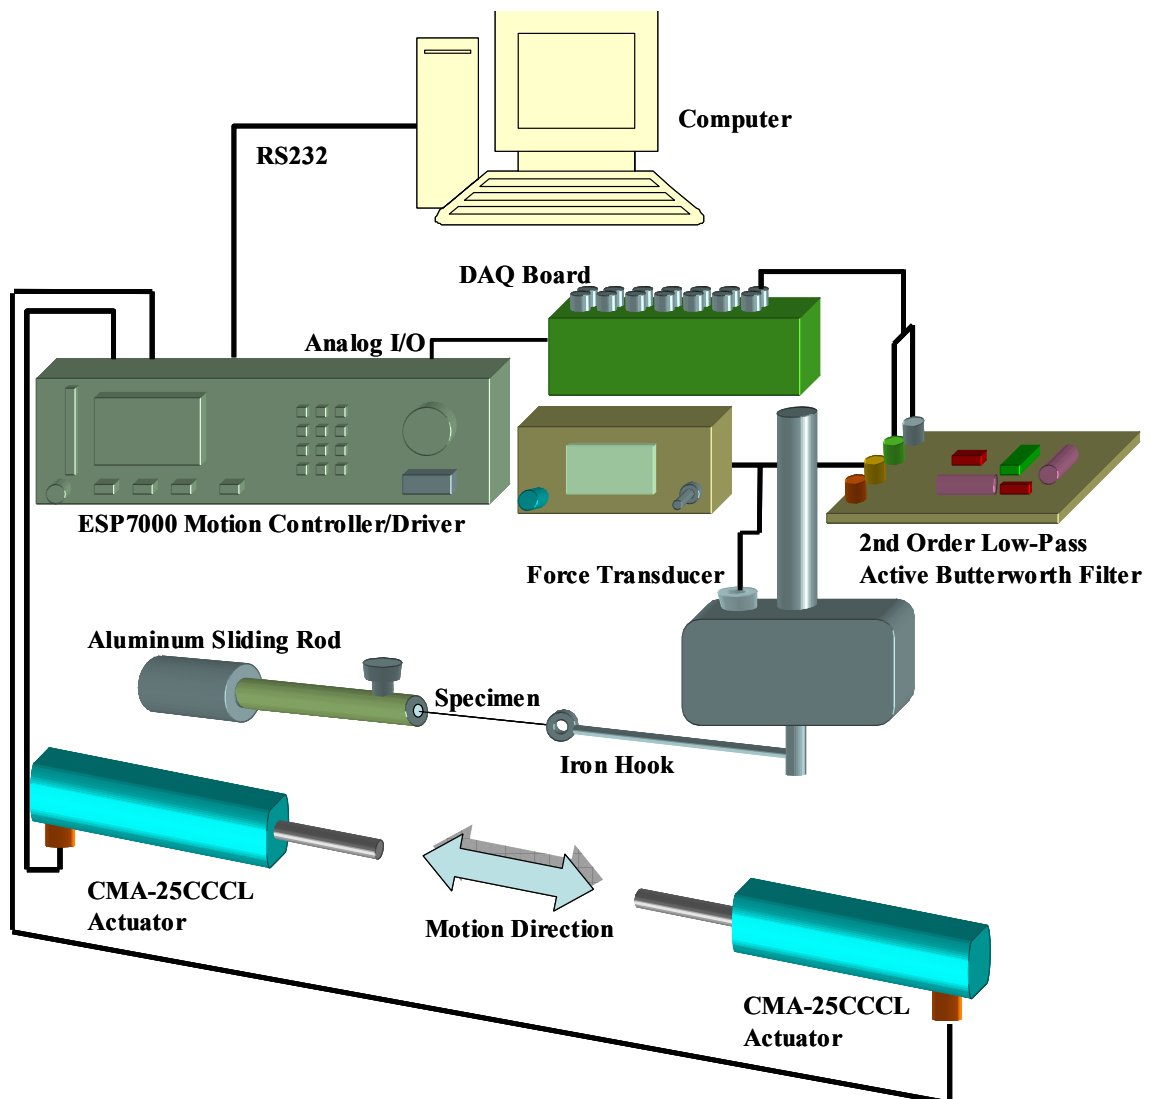 Computer
RS232
DAQ Board
Analog I/O
ESP7000 Motion Controller/Driver
2nd Order Low-Pass
Active Butterworth Filter
Force Transducer
Aluminum Sliding Rod
Specimen
Iron Hook
CMA-25CCCL
Actuator
Motion Direction
CMA-25CCCL
Actuator